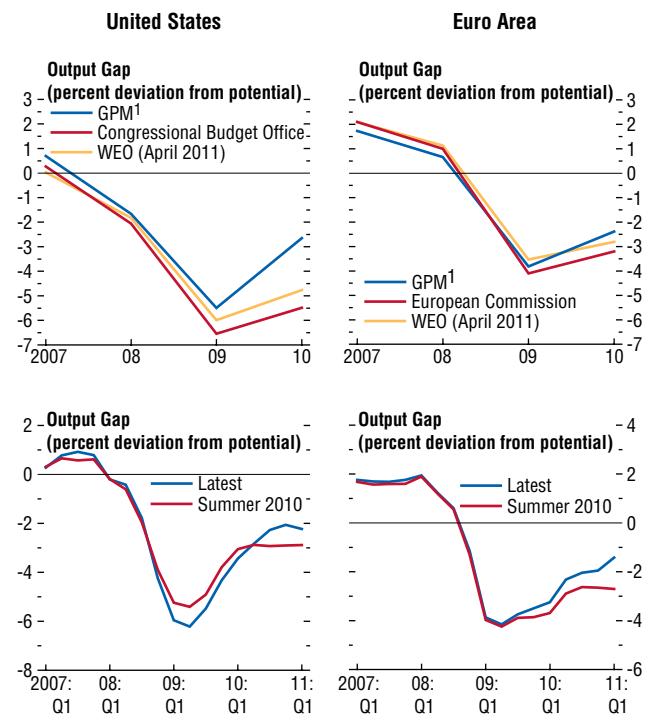 United States
Euro Area
Output Gap
(percent deviation from potential)
GPM1
Congressional Budget Office
WEO (April 2011)
3
2
1
0
-1
-2
-3
-4
-5
-6
-7
2007 08 09 10
Output Gap
(percent deviation from potential)
GPM1
European Commission
WEO (April 2011)
3
2
1
0
-1
-2
-3
-4
-5
-6
-7
2007 08 09 10
Output Gap
(percent deviation from potential)
Latest
Summer 2010
2
0
-2
-4
-6
-8
2007: 08: 09: 10: 11:
Q1 Q1 Q1 Q1 Q1
Output Gap
(percent deviation from potential)
Latest
Summer 2010
4
2
0
-2
-4
-6
2007: 08: 09: 10: 11:
Q1 Q1 Q1 Q1 Q1